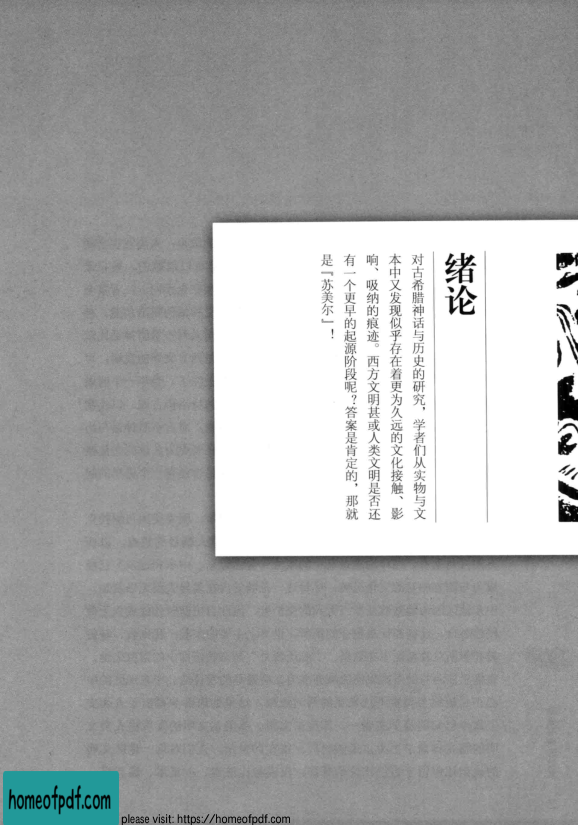 绪论
对古希腊神话与历史的研究，学者们从实物与文
本中又发现似乎存在着更为久远的文化接触、影
响、吸纳的痕迹。西方文明甚或人类文明是否还
有一个更早的起源阶段呢？答案是肯定的，那就
是『苏美尔』！
homeofpdf.com
please visit: https://homeofpdf.com